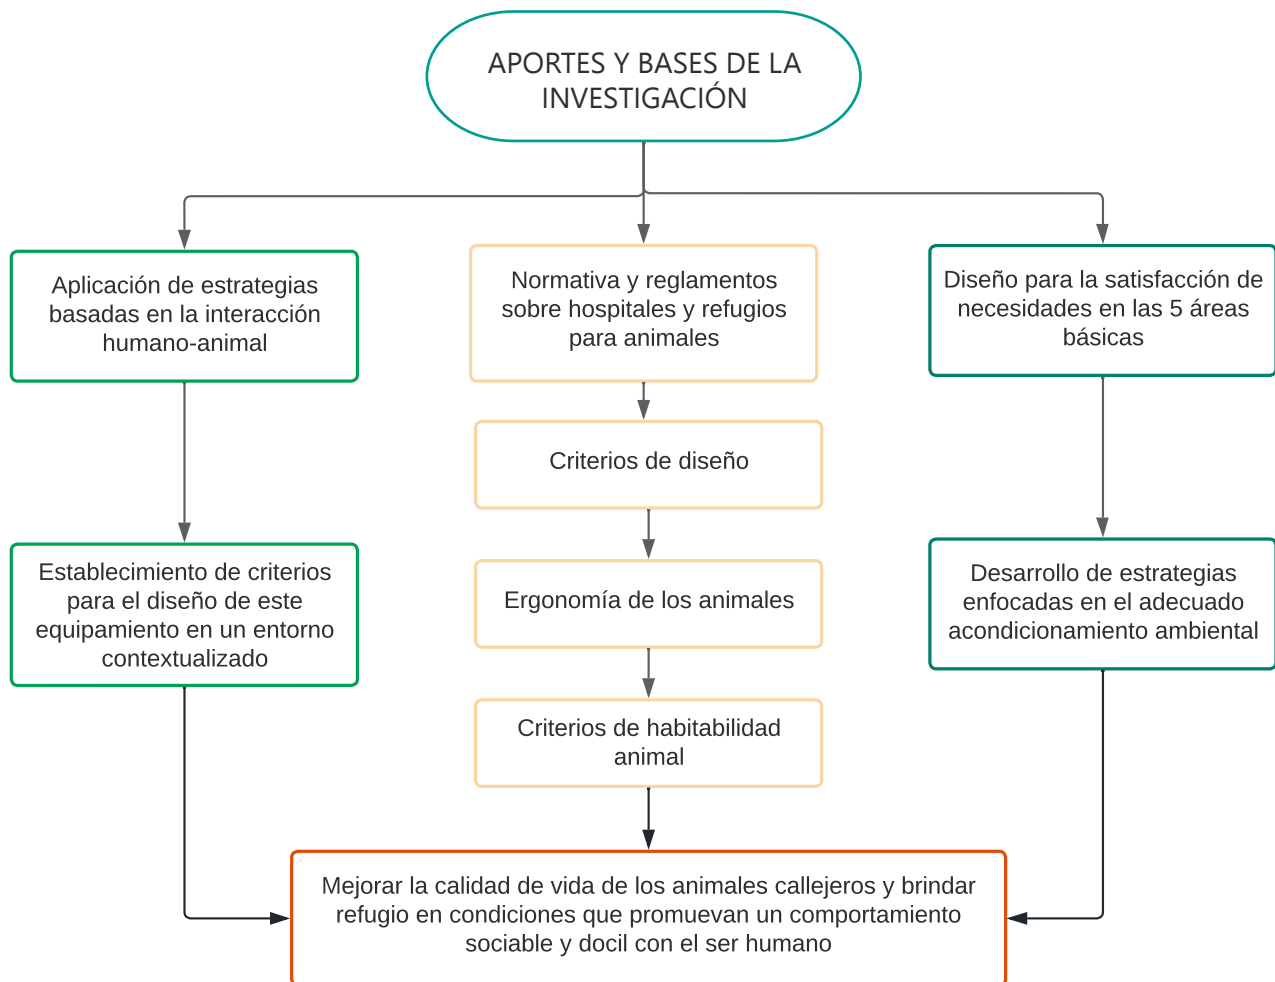 APORTES Y BASES DE LA
INVESTIGACIÓN
Aplicación de estrategias
basadas en la interacción
humano-animal
Normativa y reglamentos
sobre hospitales y refugios
para animales
Diseño para la satisfacción de
necesidades en las 5 áreas
básicas
Criterios de diseño
Ergonomía de los animales
Establecimiento de criterios
para el diseño de este
equipamiento en un entorno
contextualizado
Desarrollo de estrategias
enfocadas en el adecuado
acondicionamiento ambiental
Criterios de habitabilidad
animal
Mejorar la calidad de vida de los animales callejeros y brindar
refugio en condiciones que promuevan un comportamiento
sociable y docil con el ser humano